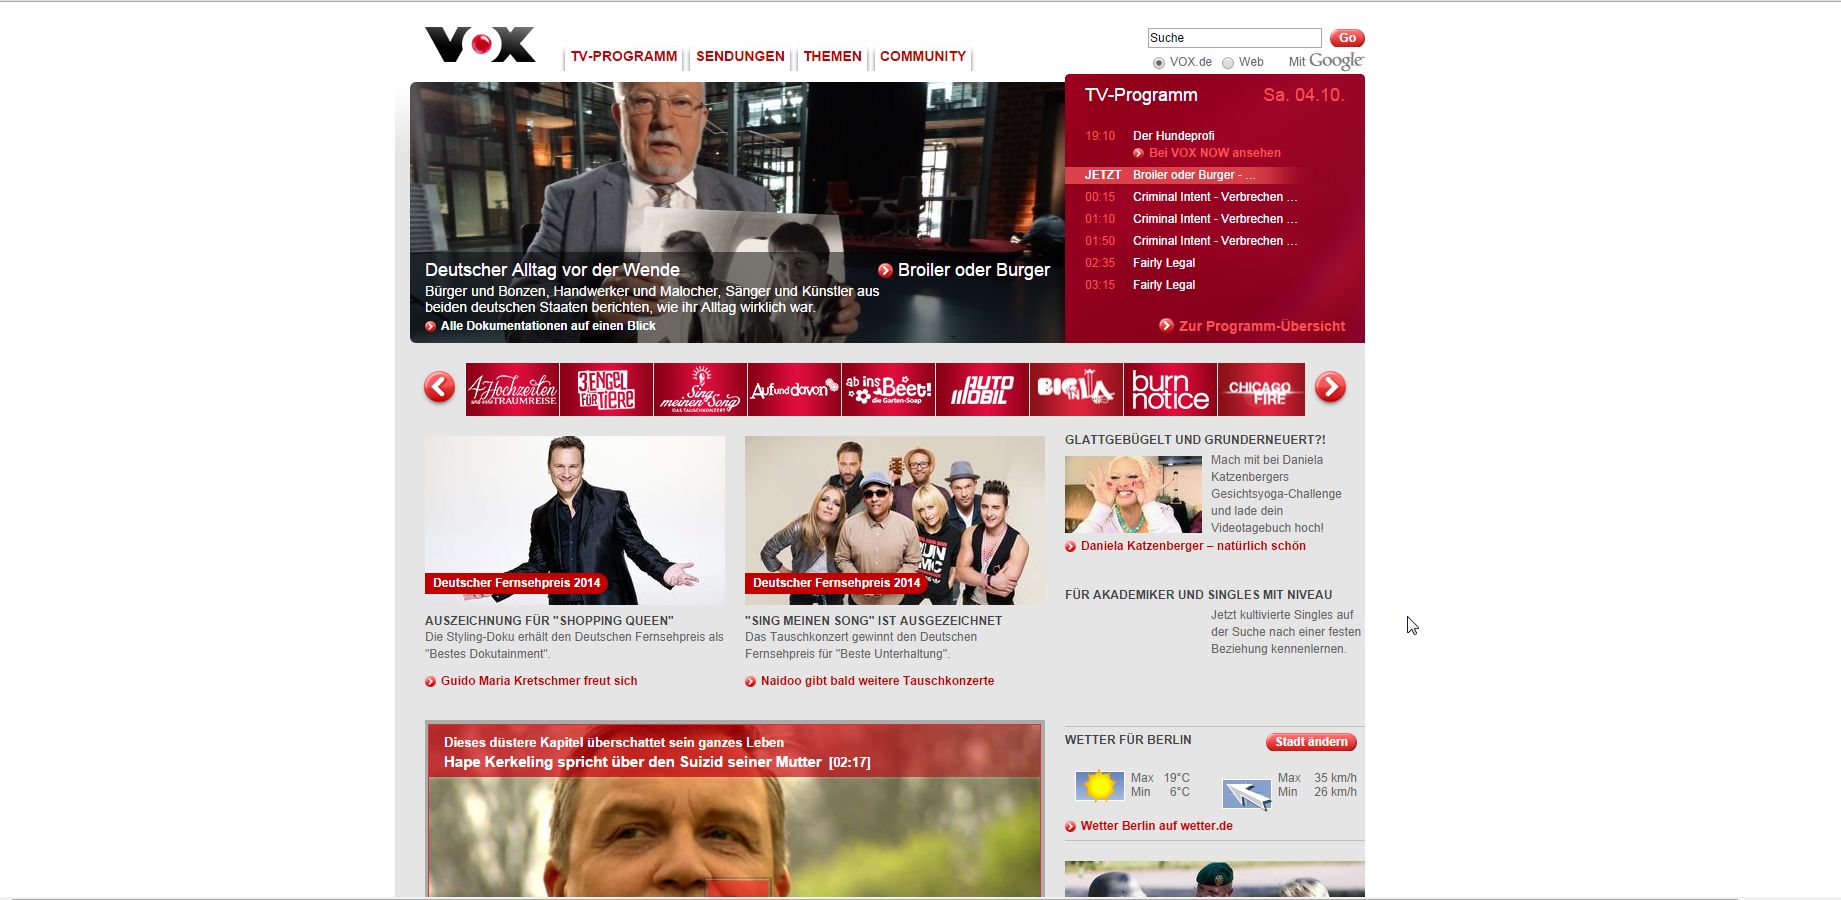 VOX
TV-PROGRAMM
SENDUNGEN
THEMEN
COMMUNITY
Suche
Go
VOX.de
Web
Mit Google
Deutscher Alltag vor der Wende
Broiler oder Burger
Bürger und Bonzen, Handwerker und Malocher, Sänger und Künstler aus
beiden deutschen Staaten berichten, wie ihr Alltag wirklich war.
Alle Dokumentationen auf einen Blick
TV-Programm Sa. 04.10.
19:10 Der Hundeprofi
Bei VOX NOW ansehen
JETZT Broiler oder Burger - ...
00:15 Criminal Intent - Verbrechen ...
01:10 Criminal Intent - Verbrechen ...
01:50 Criminal Intent - Verbrechen ...
02:35 Fairly Legal
03:15 Fairly Legal
Zur Programm-Übersicht
4 Hochzeiten
und eine TRAUMREISE
3 ENGEL
FÜR TIERE
Sing
meinen Song
DAS TAUSCHKONZERT
Auf und davon
ab ins
Beet!
die Garten-Soap
AUTO
MOBIL
BIG IN LA
burn
notice
CHICAGO
FIRE
Deutscher Fernsehpreis 2014
AUSZEICHNUNG FÜR "SHOPPING QUEEN"
Die Styling-Doku erhält den Deutschen Fernsehpreis als
"Bestes Dokutainment".
Guido Maria Kretschmer freut sich
RUN
MC
Deutscher Fernsehpreis 2014
"SING MEINEN SONG" IST AUSGEZEICHNET
Das Tauschkonzert gewinnt den Deutschen
Fernsehpreis für "Beste Unterhaltung".
Naidoo gibt bald weitere Tauschkonzerte
GLATTGEBÜGELT UND GRUNDERNEUERT?!
Mach mit bei Daniela
Katzenbergers
Gesichtsyoga-Challenge
und lade dein
Videotagebuch hoch!
Daniela Katzenberger – natürlich schön
FÜR AKADEMIKER UND SINGLES MIT NIVEAU
Jetzt kultivierte Singles auf
der Suche nach einer festen
Beziehung kennenlernen.
Dieses düstere Kapitel überschattet sein ganzes Leben
Hape Kerkeling spricht über den Suizid seiner Mutter [02:17]
WETTER FÜR BERLIN
Stadt ändern
Max 19°C
Min 6°C
Max 35 km/h
Min 26 km/h
Wetter Berlin auf wetter.de